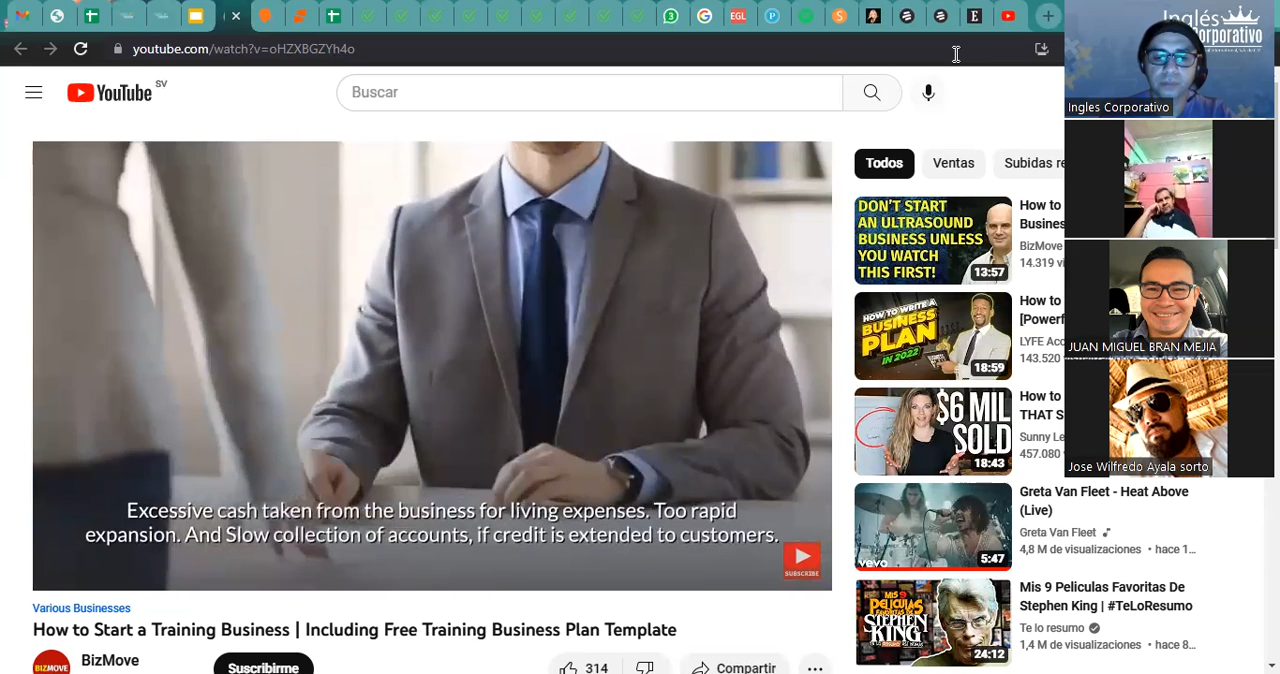 EGL
youtube.com/watch?v=oHZXBGZYh4o
YouTube SV
Buscar
Inglés
Corporativo
Ingles Corporativo
Todos
Ventas
Subidas re
DON'T START
AN ULTRASOUND
BUSINESS UNLESS
YOU WATCH
THIS FIRST!
13:57
How to
Business
BizMove
14.319 vi
HOW TO WRITE A
BUSINESS
PLAN
IN 2022
18:59
How to
[Powerf
LYFE Acc
143.520
JUAN MIGUEL BRAN MEJIA
$6 MIL
SOLD
18:43
How to
THAT S
Sunny Le
457.080
Jose Wilfredo Ayala sorto
vevo
5:47
Greta Van Fleet - Heat Above
(Live)
Greta Van Fleet
4,8 M de visualizaciones • hace 1...
MIS 9
PELICULAS
FAVORITAS DE
STEPHEN
KING
24:12
Mis 9 Peliculas Favoritas De
Stephen King | #TeLoResumo
Te lo resumo
1,4 M de visualizaciones • hace 8...
Excessive cash taken from the business for living expenses. Too rapid
expansion. And Slow collection of accounts, if credit is extended to customers.
SUBSCRIBE
Various Businesses
How to Start a Training Business | Including Free Training Business Plan Template
BIZMOVE
BizMove
Suscribirme
314
Compartir